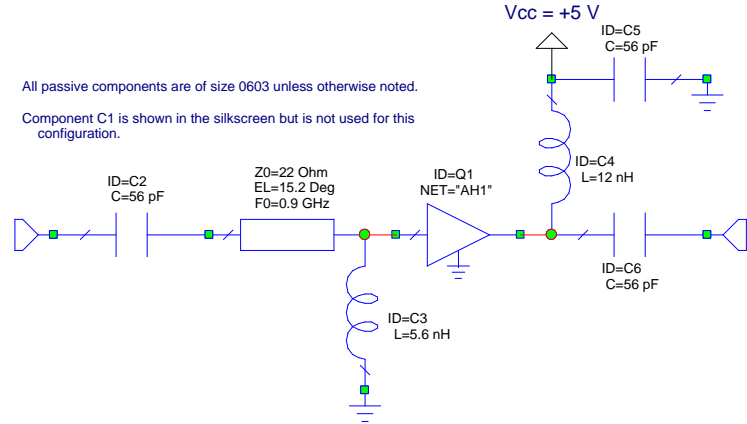 Vcc = +5 V
ID=C5
C=56 pF
All passive components are of size 0603 unless otherwise noted.
Component C1 is shown in the silkscreen but is not used for this
configuration.
ID=C4
L=12 nH
Z0=22 Ohm
EL=15.2 Deg
F0=0.9 GHz
ID=Q1
NET="AH1"
ID=C2
C=56 pF
ID=C6
C=56 pF
ID=C3
L=5.6 nH